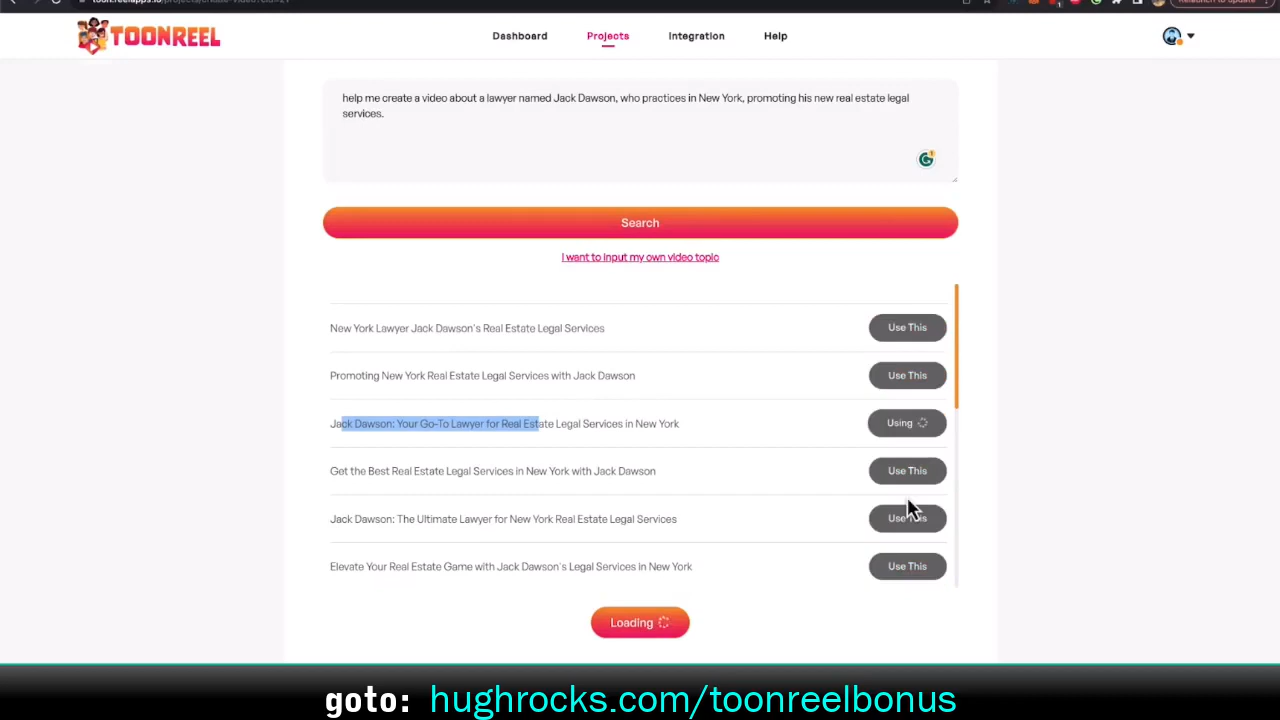 TOONREEL
Dashboard
Projects
Integration
Help
help me create a video about a lawyer named Jack Dawson, who practices in New York, promoting his new real estate legal
services.
Search
I want to input my own video topic
New York Lawyer Jack Dawson's Real Estate Legal Services
Use This
Promoting New York Real Estate Legal Services with Jack Dawson
Use This
Jack Dawson: Your Go-To Lawyer for Real Estate Legal Services in New York
Using
Get the Best Real Estate Legal Services in New York with Jack Dawson
Use This
Jack Dawson: The Ultimate Lawyer for New York Real Estate Legal Services
Use This
Elevate Your Real Estate Game with Jack Dawson's Legal Services in New York
Use This
Loading
goto: hughrocks.com/toonreelbonus